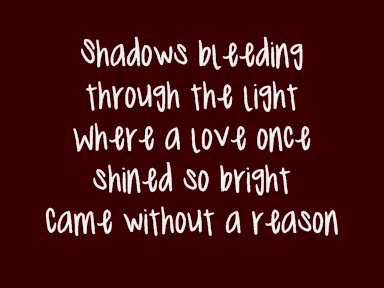 shadows bleeding
through the light
where a love once
shined so bright
came without a reason